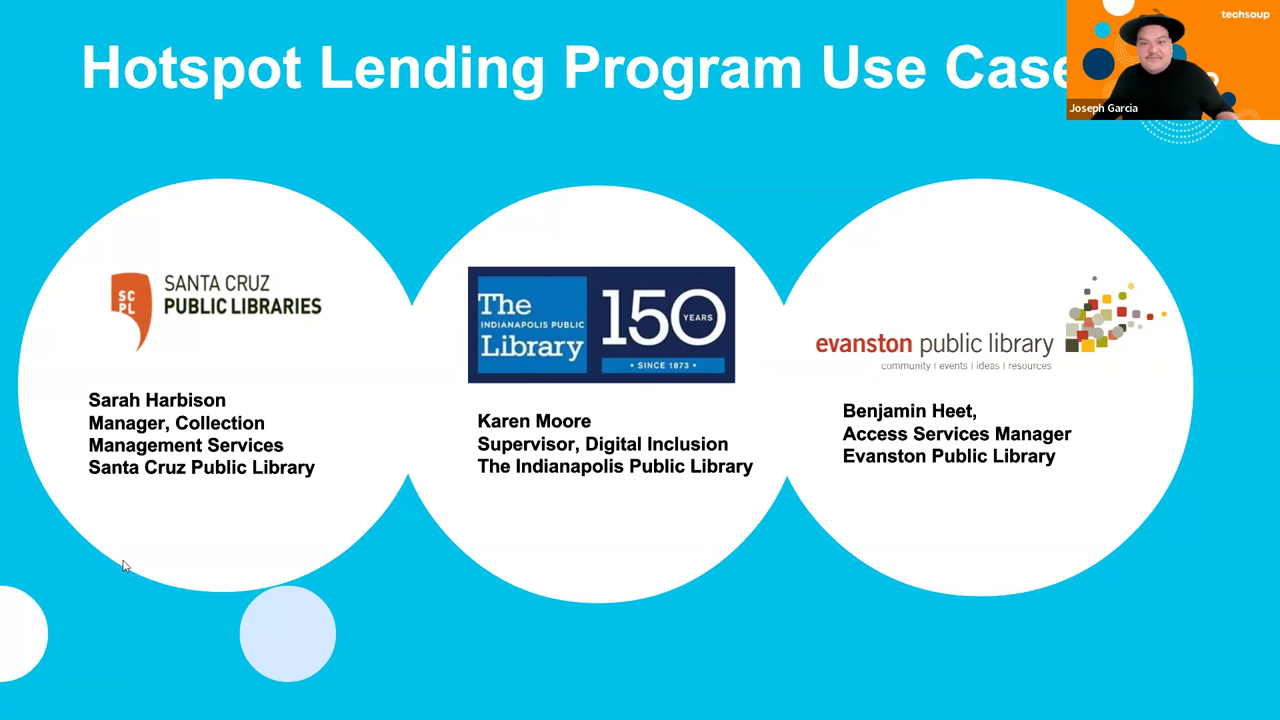 Hotspot Lending Program Use Case
techsoup
Joseph Garcia
SC
PL
SANTA CRUZ
PUBLIC LIBRARIES
Sarah Harbison
Manager, Collection
Management Services
Santa Cruz Public Library
The
INDIANAPOLIS PUBLIC
Library
150
YEARS
• SINCE 1873 •
Karen Moore
Supervisor, Digital Inclusion
The Indianapolis Public Library
evanston public library
community | events | ideas | resources
Benjamin Heet,
Access Services Manager
Evanston Public Library